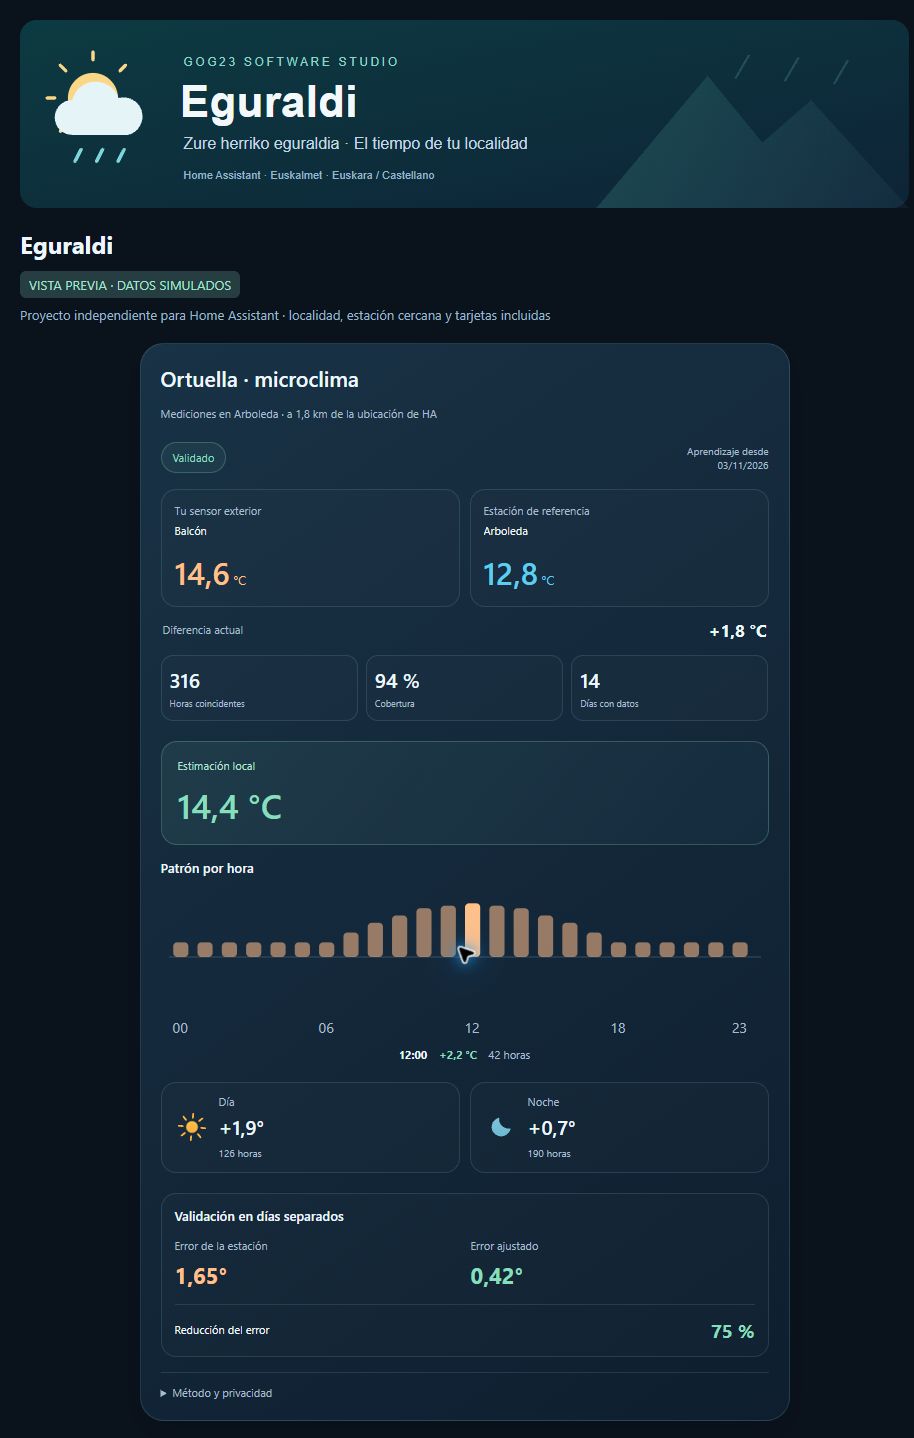 GOG23 SOFTWARE STUDIO
Eguraldi
Zure herriko eguraldia · El tiempo de tu localidad
Home Assistant · Euskalmet · Euskara / Castellano
Eguraldi
VISTA PREVIA · DATOS SIMULADOS
Proyecto independiente para Home Assistant · localidad, estación cercana y tarjetas incluidas
Ortuella · microclima
Mediciones en Arboleda · a 1,8 km de la ubicación de HA
Validado
Aprendizaje desde
03/11/2026
Tu sensor exterior
Balcón
14,6 °C
Estación de referencia
Arboleda
12,8 °C
Diferencia actual
+1,8 °C
316
Horas coincidentes
94 %
Cobertura
14
Días con datos
Estimación local
14,4 °C
Patrón por hora
00 06 12 18 23
12:00 +2,2 °C 42 horas
Día
+1,9°
126 horas
Noche
+0,7°
190 horas
Validación en días separados
Error de la estación
1,65°
Error ajustado
0,42°
Reducción del error
75 %
Método y privacidad